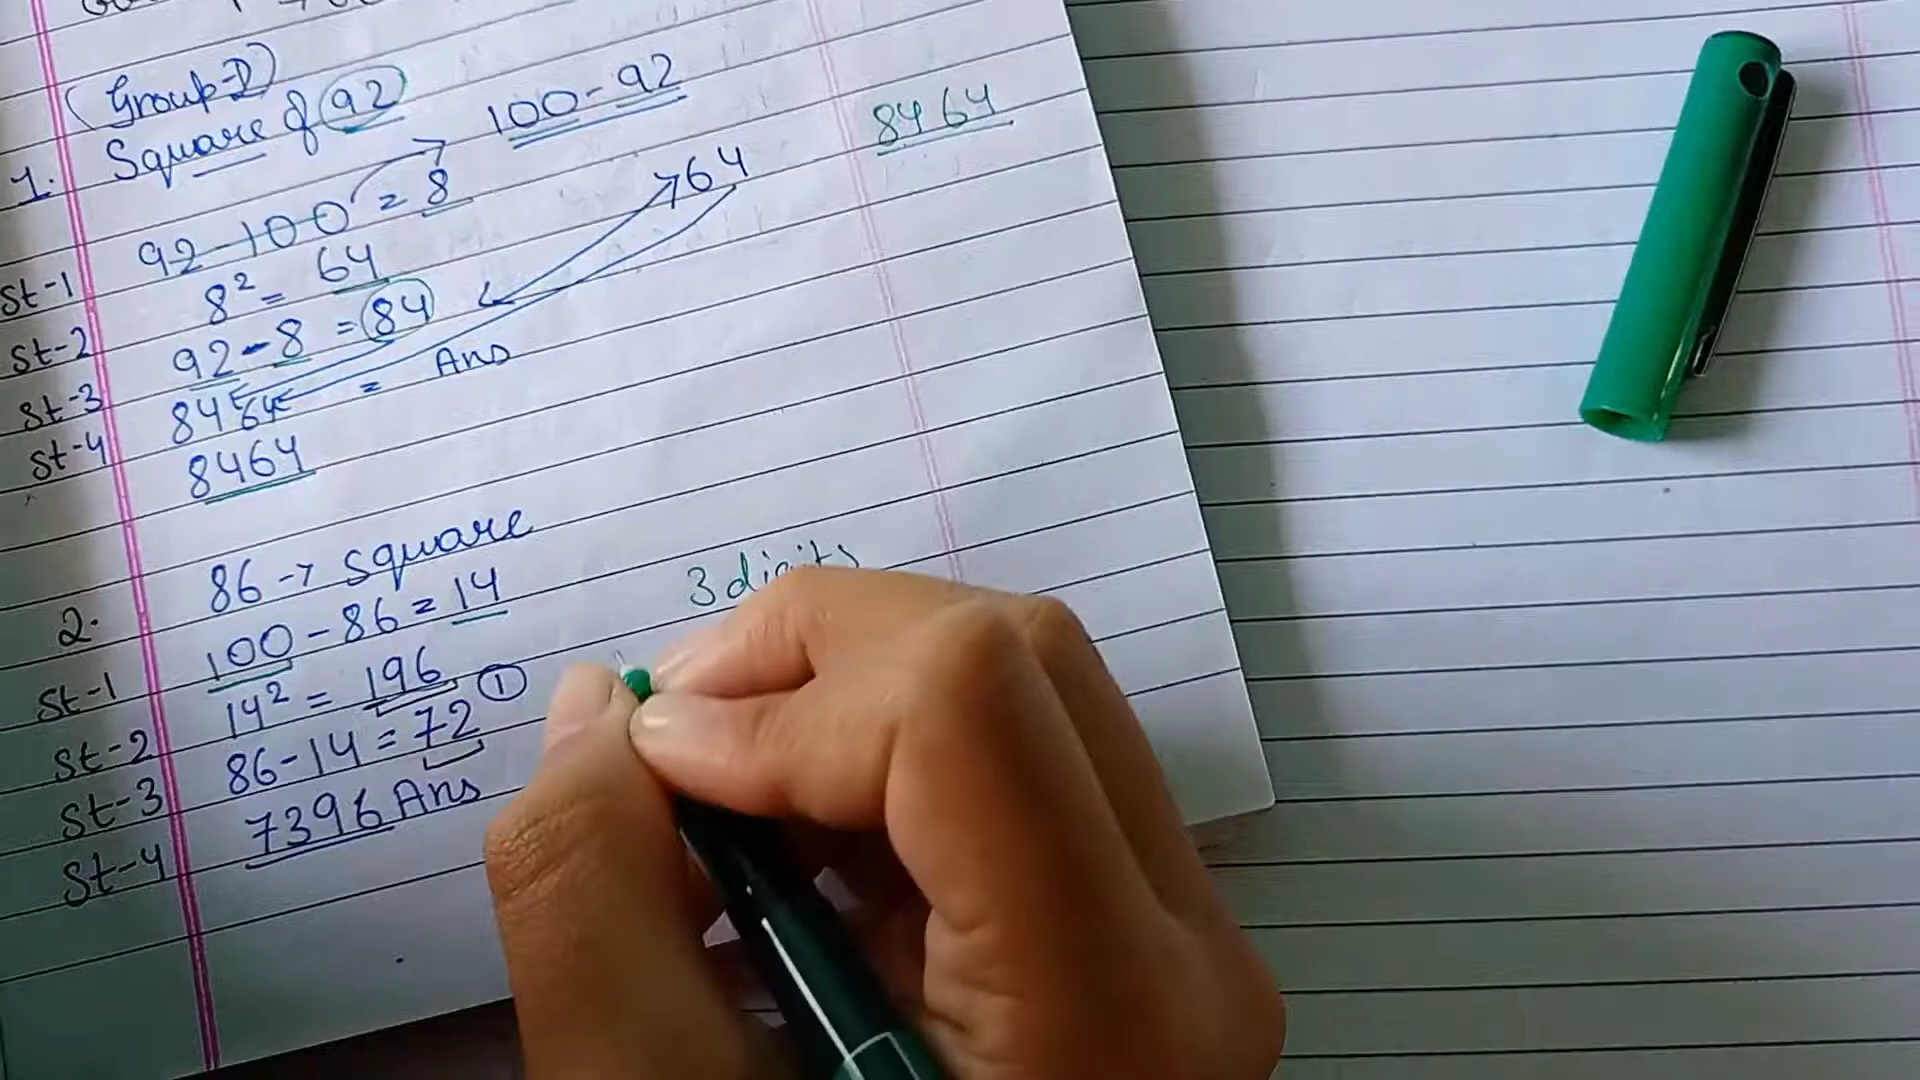 (Group-D)
1. Square of 92
100-92
8464
St-1 92-100 = 8
64
St-2 8² = 64
St-3 92-8 = 84
St-4 8464 = Ans
8464
2. 86 → square
3 digits
St-1 100-86 = 14
St-2 14² = 196 ①
St-3 86-14 = 72
St-4 7396 Ans